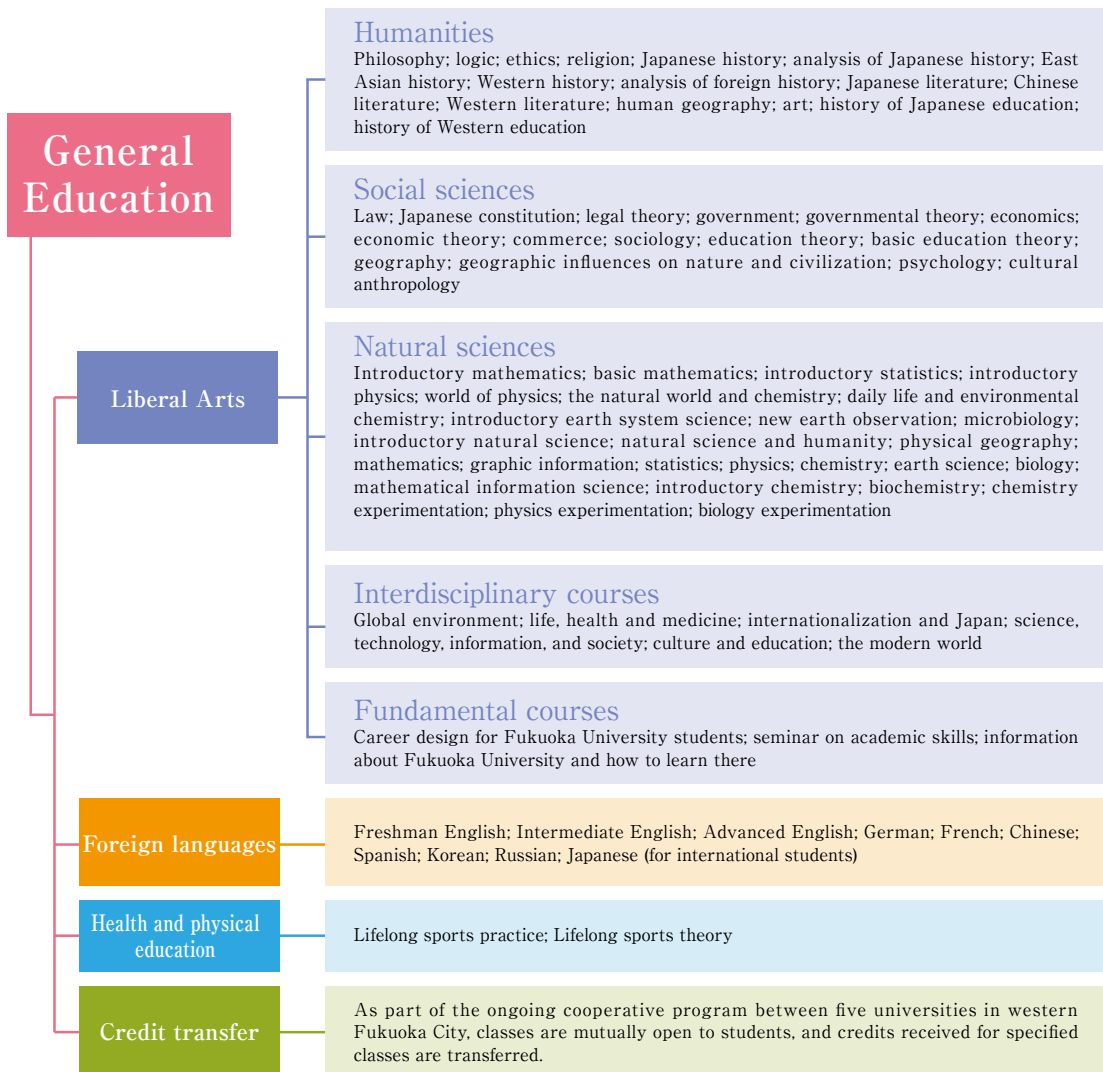 General
Education
Humanities
Philosophy; logic; ethics; religion; Japanese history; analysis of Japanese history; East
Asian history; Western history; analysis of foreign history; Japanese literature; Chinese
literature; Western literature; human geography; art; history of Japanese education;
history of Western education
Social sciences
Law; Japanese constitution; legal theory; government; governmental theory; economics;
economic theory; commerce; sociology; education theory; basic education theory;
geography; geographic influences on nature and civilization; psychology; cultural
anthropology
Liberal Arts
Natural sciences
Introductory mathematics; basic mathematics; introductory statistics; introductory
physics; world of physics; the natural world and chemistry; daily life and environmental
chemistry; introductory earth system science; new earth observation; microbiology;
introductory natural science; natural science and humanity; physical geography;
mathematics; graphic information; statistics; physics; chemistry; earth science; biology;
mathematical information science; introductory chemistry; biochemistry; chemistry
experimentation; physics experimentation; biology experimentation
Interdisciplinary courses
Global environment; life, health and medicine; internationalization and Japan; science,
technology, information, and society; culture and education; the modern world
Fundamental courses
Career design for Fukuoka University students; seminar on academic skills; information
about Fukuoka University and how to learn there
Foreign languages
Freshman English; Intermediate English; Advanced English; German; French; Chinese;
Spanish; Korean; Russian; Japanese (for international students)
Health and physical
education
Lifelong sports practice; Lifelong sports theory
Credit transfer
As part of the ongoing cooperative program between five universities in western
Fukuoka City, classes are mutually open to students, and credits received for specified
classes are transferred.